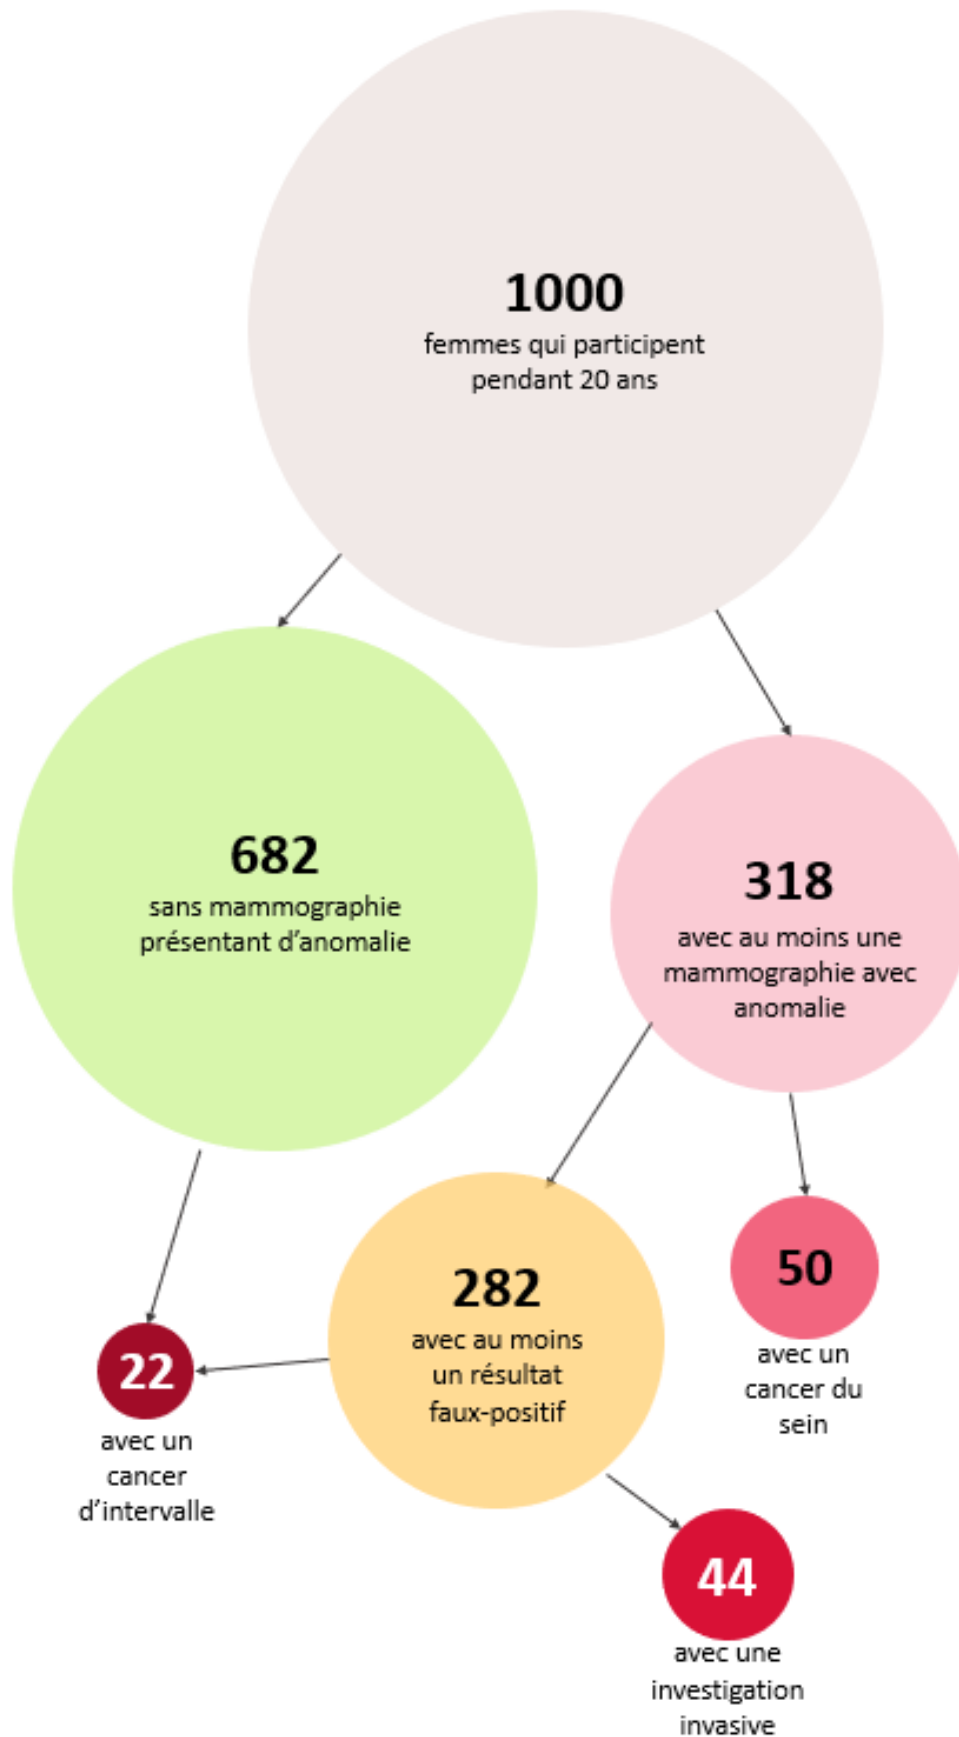 1000
femmes qui participent
pendant 20 ans
682
sans mammographie
présentant d'anomalie
318
avec au moins une
mammographie avec
anomalie
282
avec au moins
un résultat
faux-positif
50
avec un
cancer du
sein
22
avec un
cancer
d'intervalle
44
avec une
investigation
invasive